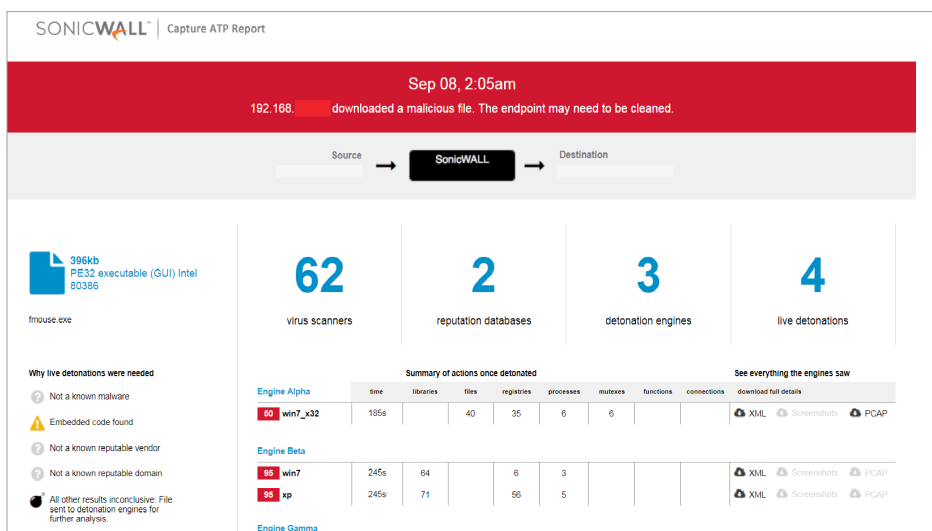 SONICWALL™ Capture ATP Report
Sep 08, 2:05am
192.168. downloaded a malicious file. The endpoint may need to be cleaned.
Source
SonicWALL
Destination
396kb
PE32 executable (GUI) Intel
80386
fmouse.exe
62
virus scanners
2
reputation databases
3
detonation engines
4
live detonations
Why live detonations were needed
Not a known malware
Embedded code found
Not a known reputable vendor
Not a known reputable domain
All other results inconclusive. File
sent to detonation engines for
further analysis.
Summary of actions once detonated
See everything the engines saw
Engine Alpha time libraries files registries processes mutexes functions connections download full details
50 win7_x32 185s 40 35 6 6 XML Screenshots PCAP
Engine Beta
95 win7 245s 64 6 3 XML Screenshots PCAP
95 xp 245s 71 56 5 XML Screenshots PCAP
Engine Gamma